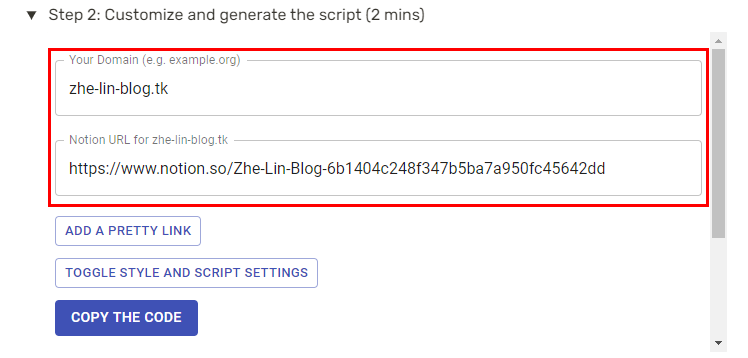 Step 2: Customize and generate the script (2 mins)
Your Domain (e.g. example.org)
zhe-lin-blog.tk
Notion URL for zhe-lin-blog.tk
https://www.notion.so/Zhe-Lin-Blog-6b1404c248f347b5ba7a950fc45642dd
ADD A PRETTY LINK
TOGGLE STYLE AND SCRIPT SETTINGS
COPY THE CODE